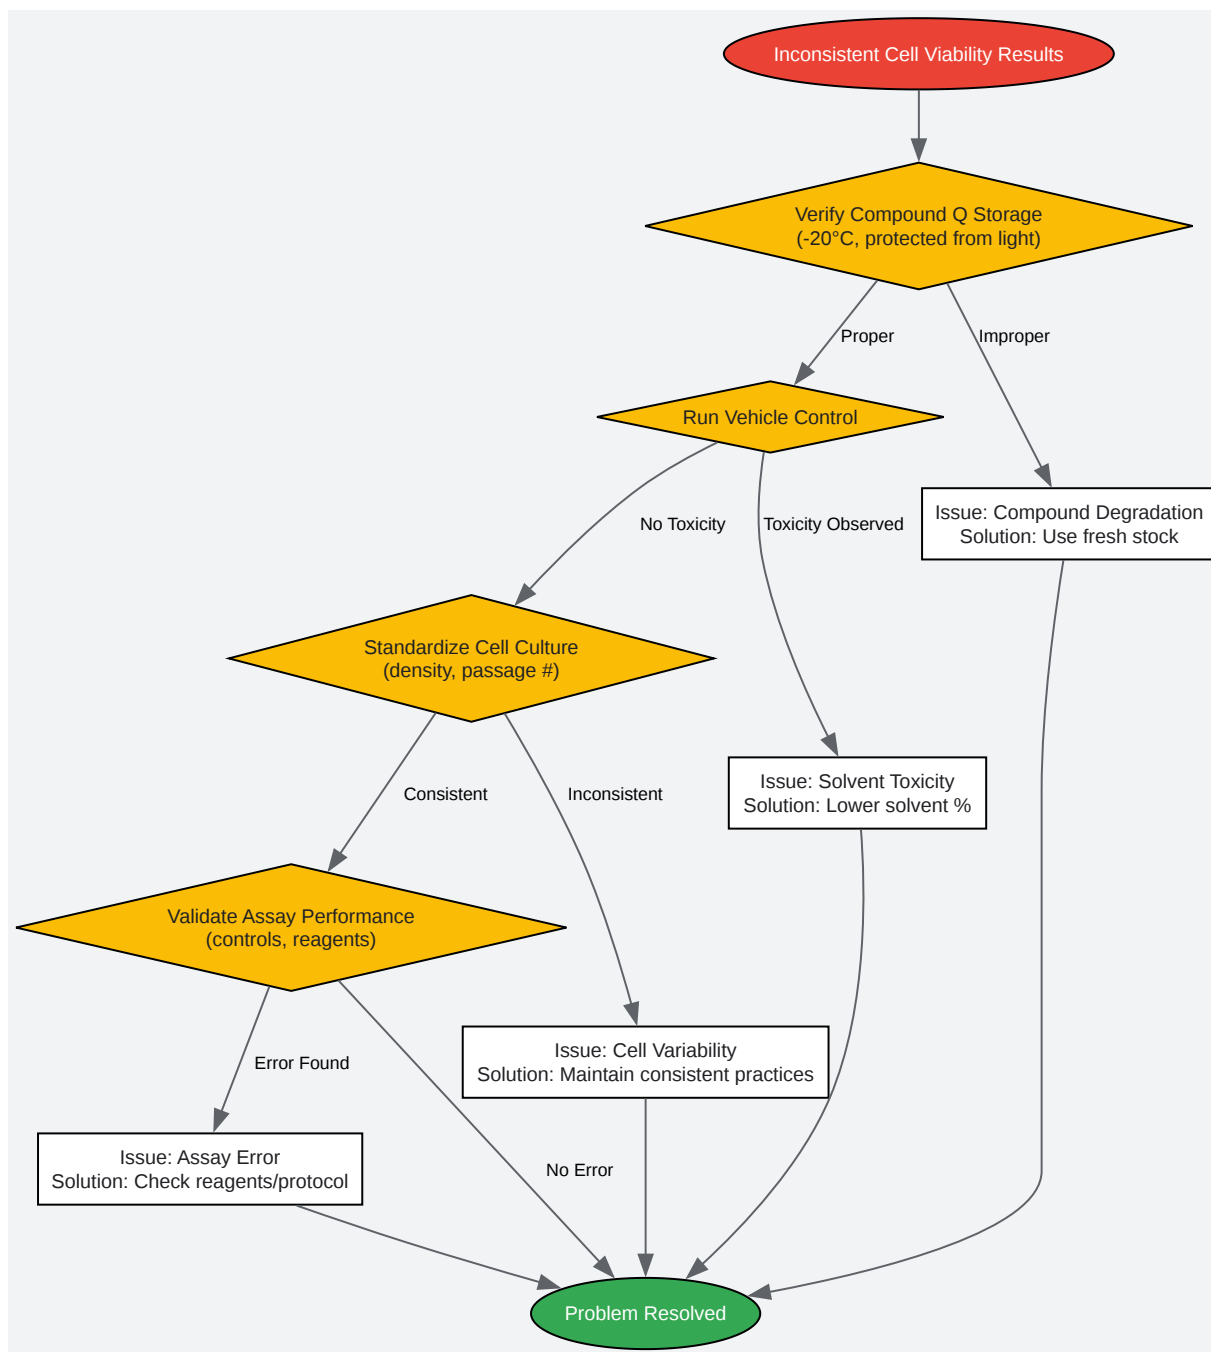 Inconsistent Cell Viability Results
Verify Compound Q Storage
(-20°C, protected from light)
Proper
Improper
Run Vehicle Control
Issue: Compound Degradation
Solution: Use fresh stock
No Toxicity
Toxicity Observed
Standardize Cell Culture
(density, passage #)
Issue: Solvent Toxicity
Solution: Lower solvent %
Consistent
Inconsistent
Validate Assay Performance
(controls, reagents)
Issue: Cell Variability
Solution: Maintain consistent practices
Error Found
Issue: Assay Error
Solution: Check reagents/protocol
No Error
Problem Resolved